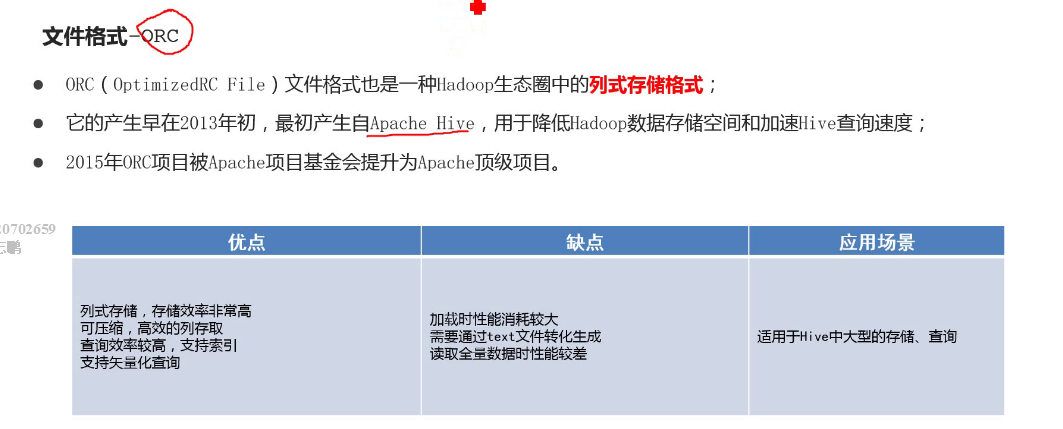 文件格式-ORC
ORC（OptimizedRC File）文件格式也是一种Hadoop生态圈中的列式存储格式；
它的产生早在2013年初，最初产生自Apache Hive，用于降低Hadoop数据存储空间和加速Hive查询速度；
2015年ORC项目被Apache项目基金会提升为Apache顶级项目。
0702659
志鹏
优点 缺点 应用场景
列式存储，存储效率非常高
可压缩，高效的列存取
查询效率较高，支持索引
支持矢量化查询
加载时性能消耗较大
需要通过text文件转化生成
读取全量数据时性能较差
适用于Hive中大型的存储、查询